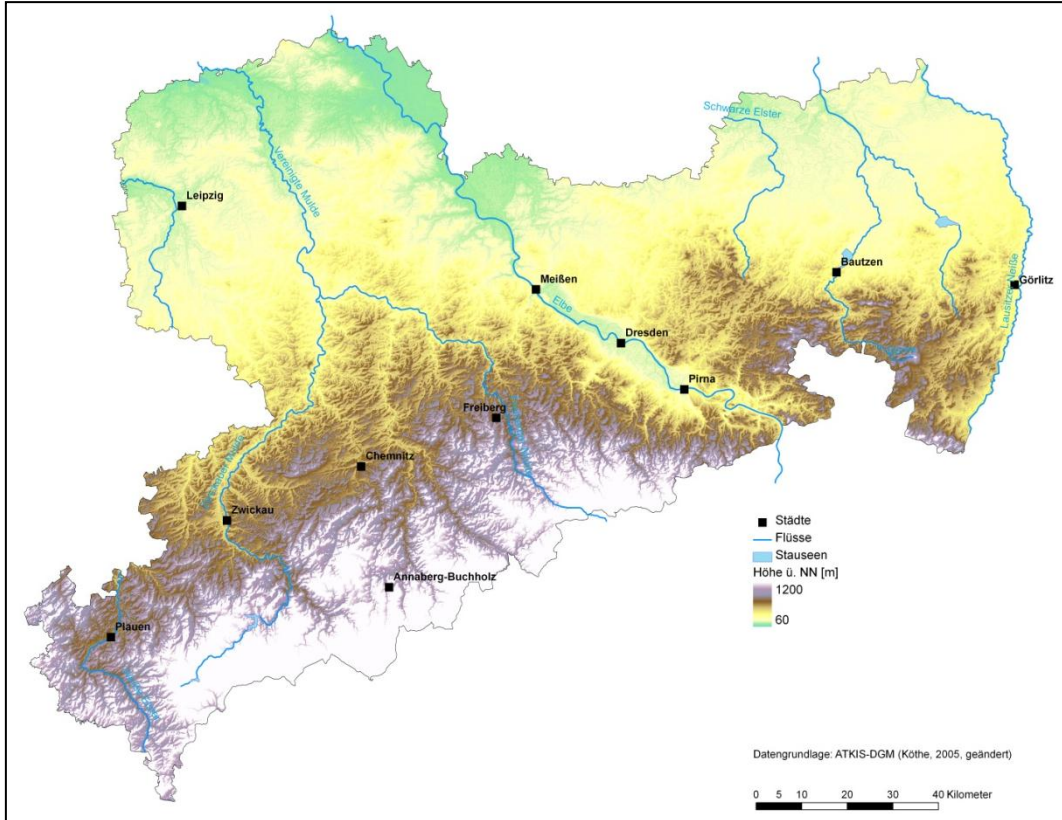 Schwarze Elster
Vereinigte Mulde
Leipzig
Bautzen
Görlitz
Lausitzer Neiße
Meißen
Elbe
Dresden
Pirna
Freiberg
Chemnitz
Zwickau
Annaberg-Buchholz
Plauen
Städte
Flüsse
Stauseen
Höhe ü. NN [m]
1200
60
Datengrundlage: ATKIS-DGM (Köthe, 2005, geändert)
0 5 10 20 30 40 Kilometer